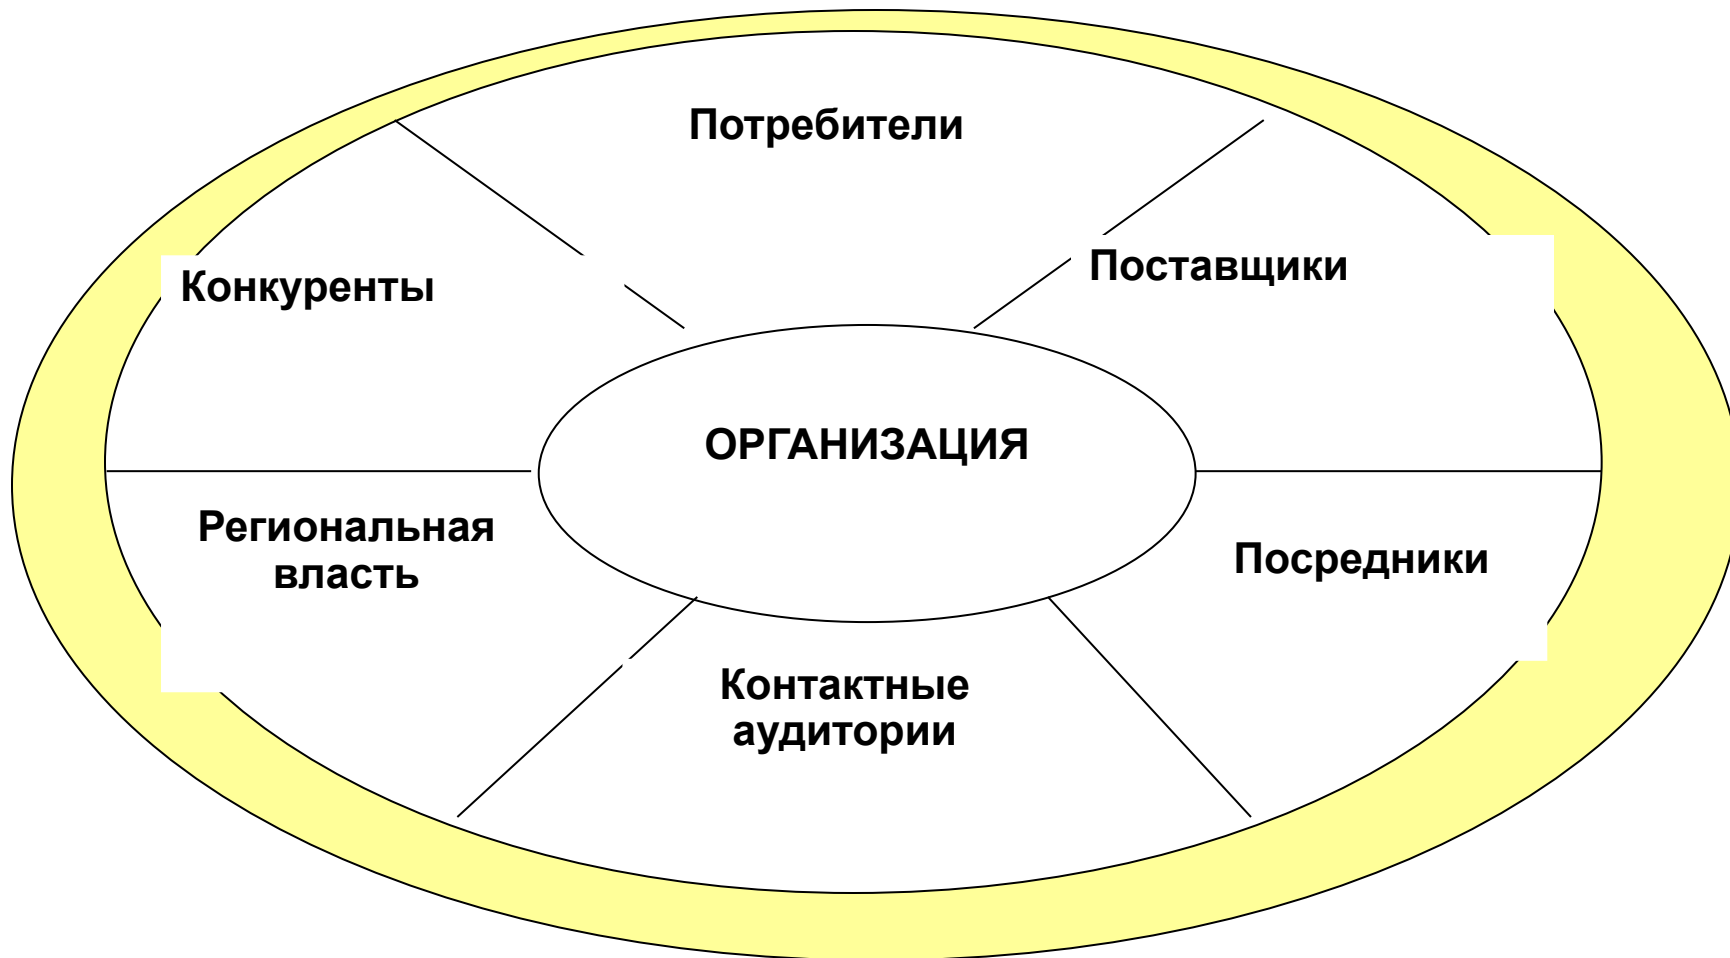 Потребители
Поставщики
Конкуренты
ОРГАНИЗАЦИЯ
Региональная
власть
Посредники
Контактные
аудитории